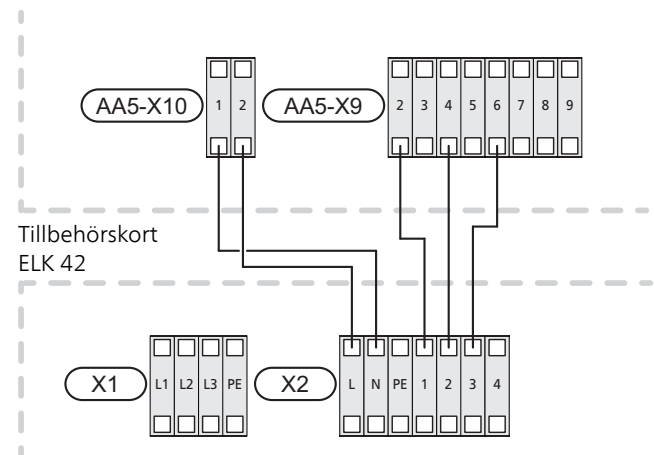 AA5-X10 1 2 AA5-X9 2 3 4 5 6 7 8 9
Tillbehörskort
ELK 42
X1 L1 L2 L3 PE X2 L N PE 1 2 3 4